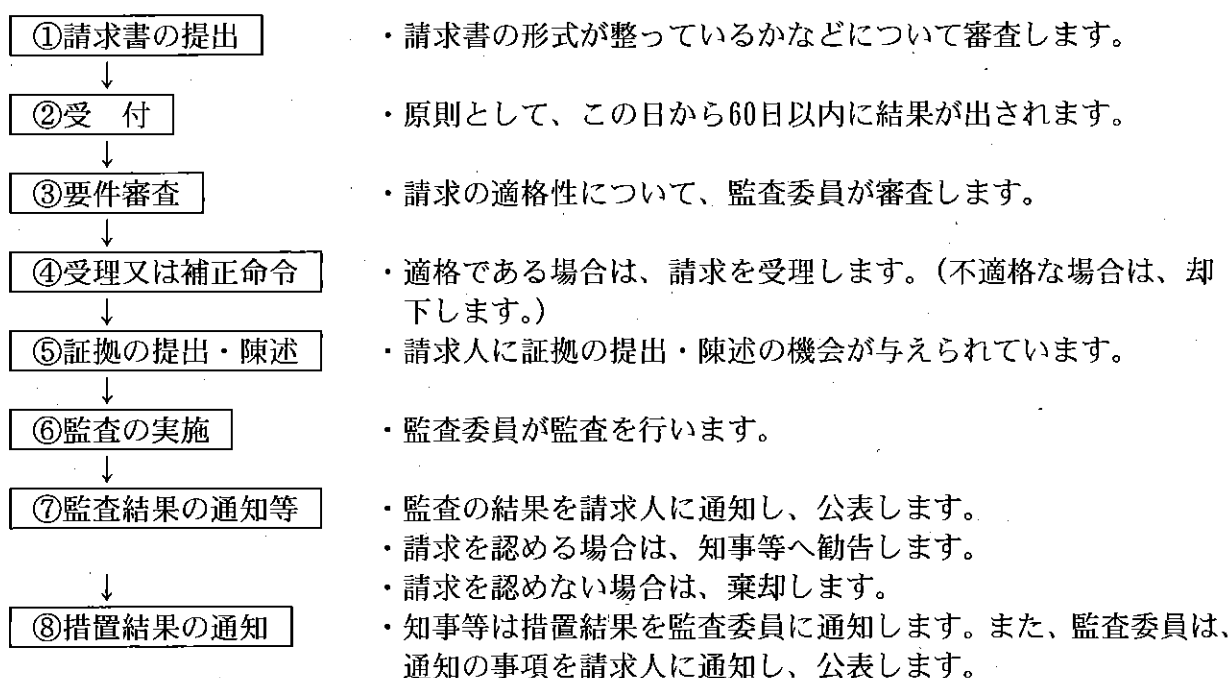 ①請求書の提出 ・請求書の形式が整っているかなどについて審査します。
↓
②受　付 ・原則として、この日から60日以内に結果が出されます。
↓
③要件審査 ・請求の適格性について、監査委員が審査します。
↓
④受理又は補正命令 ・適格である場合は、請求を受理します。(不適格な場合は、却
↓ 下します。)
⑤証拠の提出・陳述 ・請求人に証拠の提出・陳述の機会が与えられています。
↓
⑥監査の実施 ・監査委員が監査を行います。
↓
⑦監査結果の通知等 ・監査の結果を請求人に通知し、公表します。
・請求を認める場合は、知事等へ勧告します。
↓ ・請求を認めない場合は、棄却します。
⑧措置結果の通知 ・知事等は措置結果を監査委員に通知します。また、監査委員は、
通知の事項を請求人に通知し、公表します。